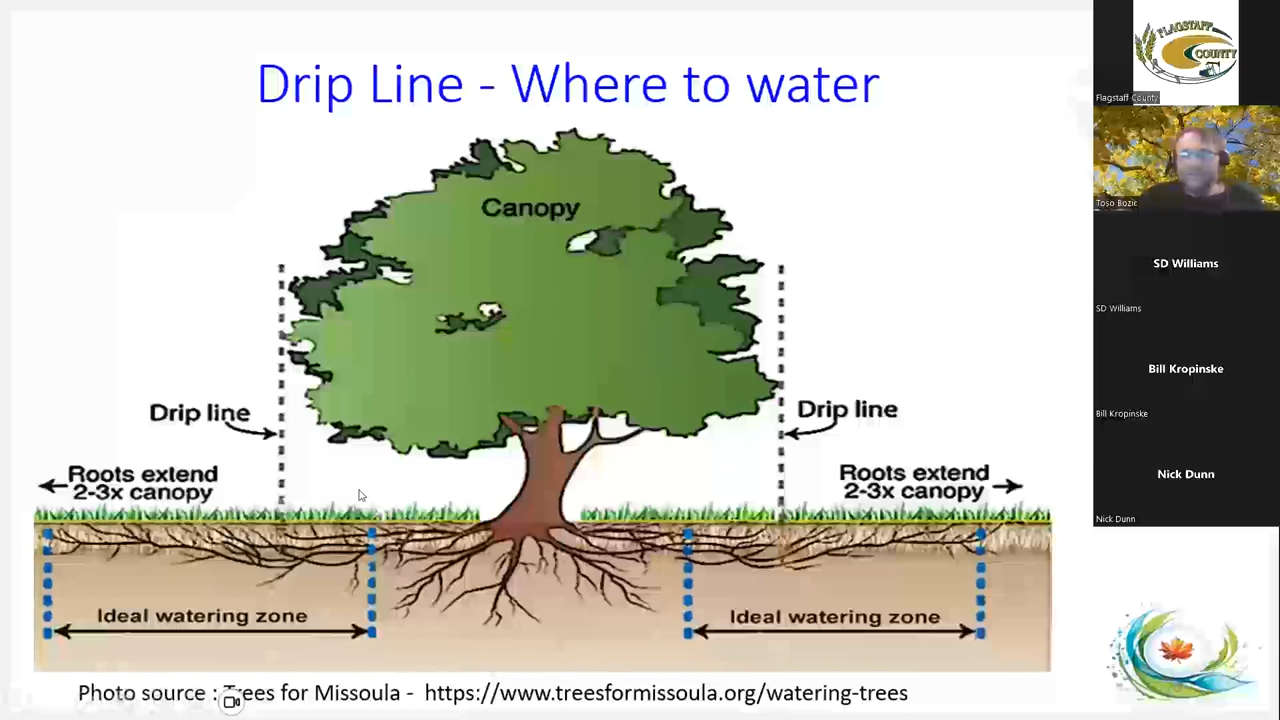 Drip Line - Where to water
Canopy
Drip line
Drip line
Roots extend
2-3x canopy
Roots extend
2-3x canopy
Ideal watering zone
Ideal watering zone
Photo source : Trees for Missoula - https://www.treesformissoula.org/watering-trees
FLAGSTAFF
COUNTY
Flagstaff County
Toso Bozic
SD Williams
SD Williams
Bill Kropinske
Bill Kropinske
Nick Dunn
Nick Dunn